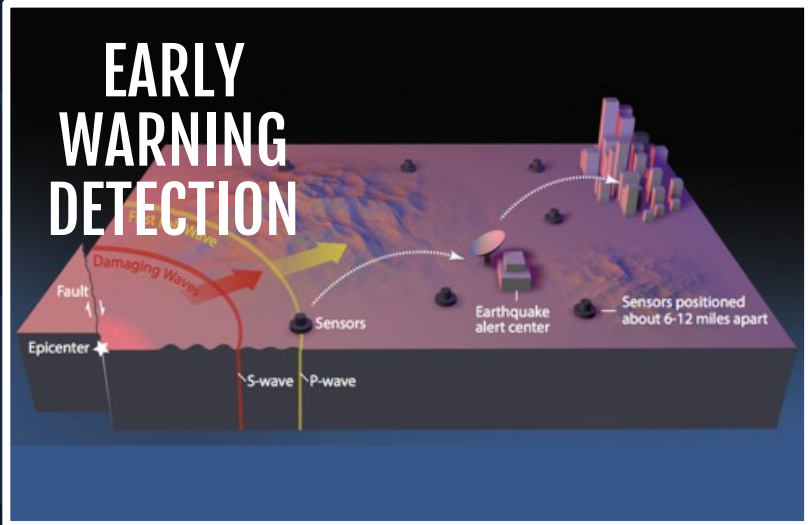 EARLY
WARNING
DETECTION
Wave
Damaging Waves
Fault
Epicenter
Sensors
S-wave
P-wave
Earthquake
alert center
Sensors positioned
about 6-12 miles apart